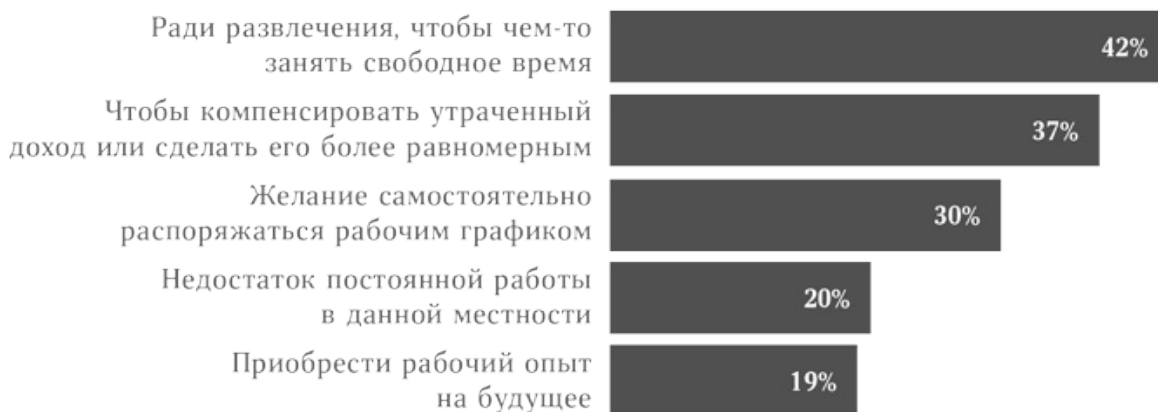 Ради развлечения, чтобы чем-то
занять свободное время
42%
Чтобы компенсировать утраченный
доход или сделать его более равномерным
37%
Желание самостоятельно
распоряжаться рабочим графиком
30%
Недостаток постоянной работы
в данной местности
20%
Приобрести рабочий опыт
на будущее
19%